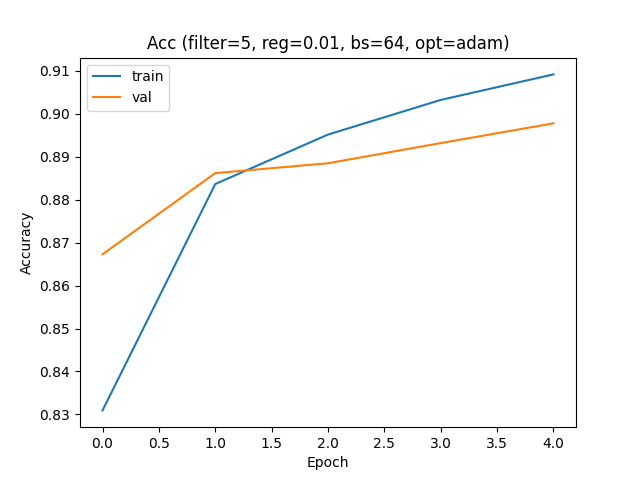 Acc (filter=5, reg=0.01, bs=64, opt=adam)
train
val
0.91
0.90
0.89
0.88
0.87
0.86
0.85
0.84
0.83
Accuracy
0.0 0.5 1.0 1.5 2.0 2.5 3.0 3.5 4.0
Epoch